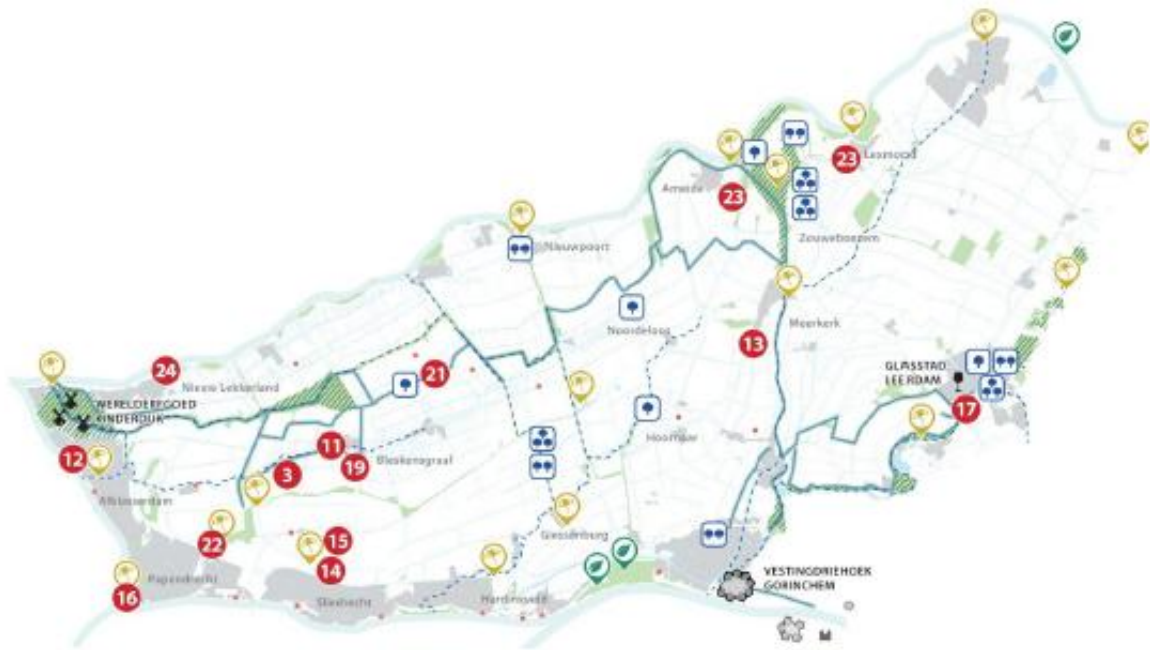 23
Lexmond
Ameide
23
Zouweboezem
Nieuwpoort
Noordeloos
Meerkerk
13
24
Nieuw Lekkerland
21
GLASSTAD
LEERDAM
17
WERELDERFGOED
KINDERDIJK
Hoornaar
11
12
19
Bleskensgraaf
3
Alblasserdam
22
15
14
Giessenburg
16
Papendrecht
Sliedrecht
Hardinxveld
VESTINGDRIEHOEK
GORINCHEM